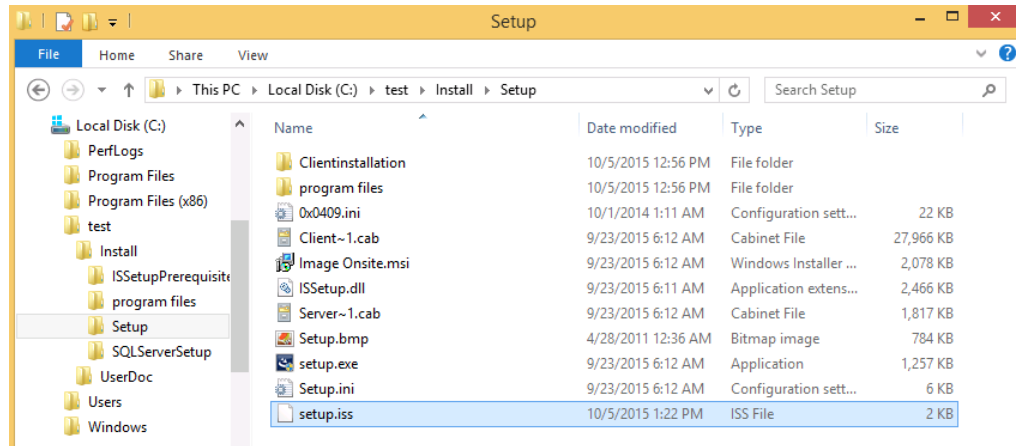 Setup
File Home Share View
This PC Local Disk (C:) test Install Setup Search Setup
Local Disk (C:)
PerfLogs
Program Files
Program Files (x86)
test
Install
ISSetupPrerequisite
program files
Setup
SQLServerSetup
UserDoc
Users
Windows
Name Date modified Type Size
Clientinstallation 10/5/2015 12:56 PM File folder
program files 10/5/2015 12:56 PM File folder
0x0409.ini 10/1/2014 1:11 AM Configuration sett... 22 KB
Client~1.cab 9/23/2015 6:12 AM Cabinet File 27,966 KB
Image Onsite.msi 9/23/2015 6:12 AM Windows Installer ... 2,078 KB
ISSetup.dll 9/23/2015 6:11 AM Application extens... 2,466 KB
Server~1.cab 9/23/2015 6:12 AM Cabinet File 1,817 KB
Setup.bmp 4/28/2011 12:36 AM Bitmap image 784 KB
setup.exe 9/23/2015 6:12 AM Application 1,257 KB
Setup.ini 9/23/2015 6:12 AM Configuration sett... 6 KB
setup.iss 10/5/2015 1:22 PM ISS File 2 KB